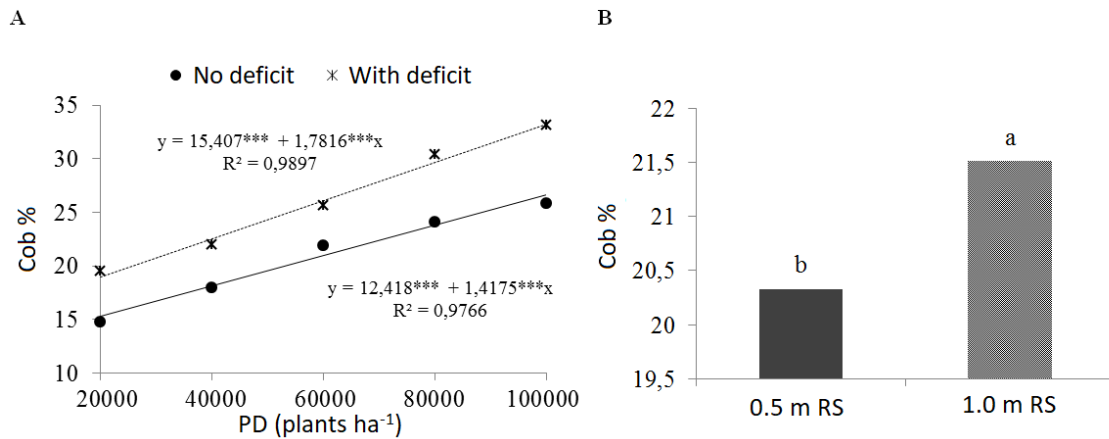 A
No deficit
With deficit
35
30
25
20
15
10
y = 15,407*** + 1,7816***x
R² = 0,9897
y = 12,418*** + 1,4175***x
R² = 0,9766
Cob %
20000 40000 60000 80000 100000
PD (plants ha⁻¹)
B
22
21,5
21
20,5
20
19,5
Cob %
b
a
0.5 m RS
1.0 m RS